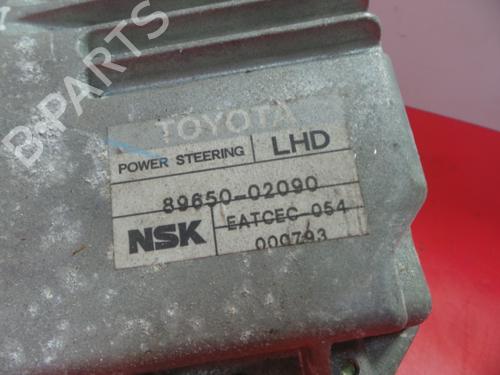 B-PARTS
TOYOTA
POWER STEERING LHD
89650-02090
NSK EATCEC-054
000793